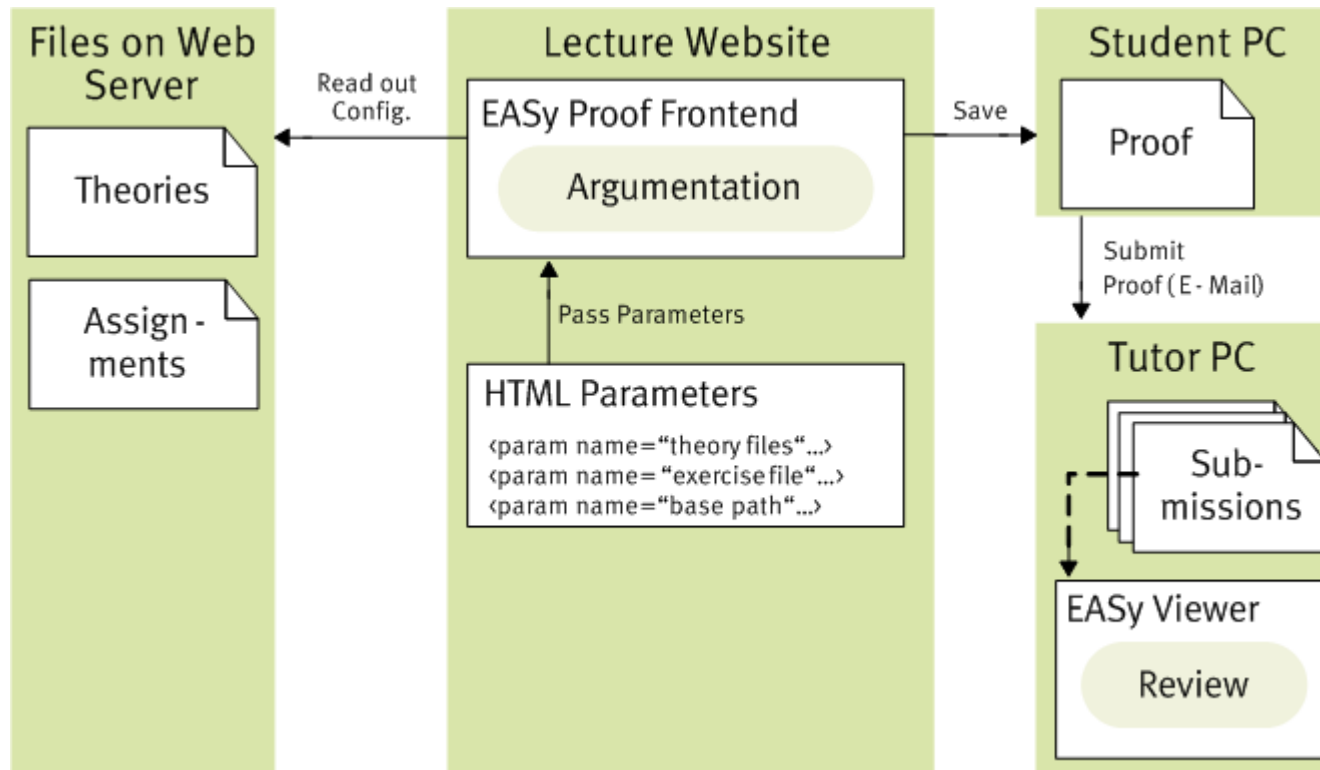 Files on Web
Server
Theories
Assign-
ments
Read out
Config.
Lecture Website
EASy Proof Frontend
Argumentation
Pass Parameters
HTML Parameters
<param name=“theory files“...>
<param name=“exercisefile“...>
<param name=“base path“...>
Save
Student PC
Proof
Submit
Proof (E-Mail)
Tutor PC
Sub-
missions
EASy Viewer
Review